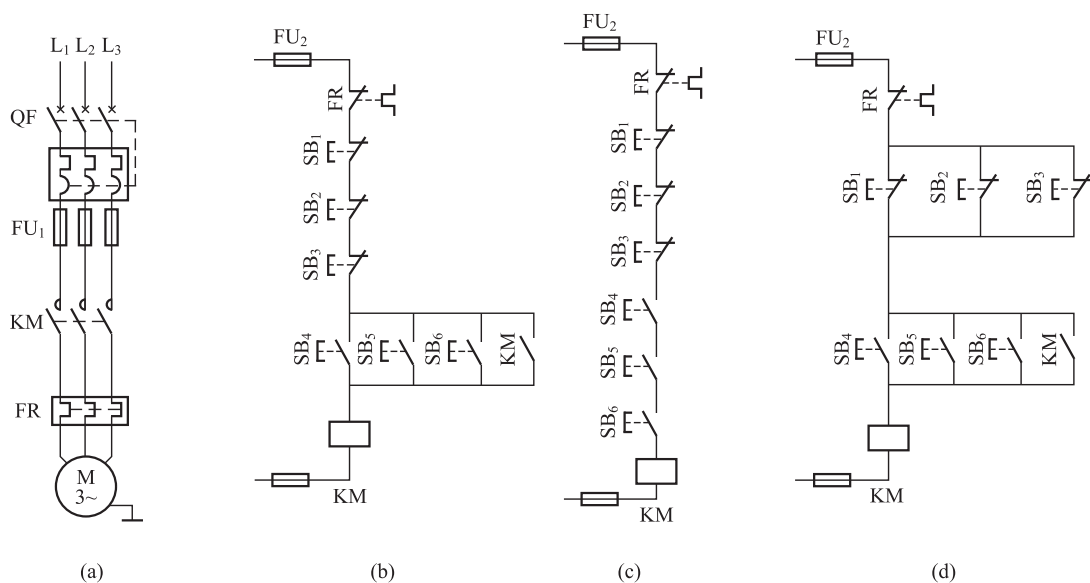 L₁ L₂ L₃
QF
FU₁
KM
FR
M
3~
(a)
FU₂
FR
SB₁
SB₂
SB₃
SB₄ SB₅ SB₆ KM
KM
(b)
FU₂
FR
SB₁
SB₂
SB₃
SB₄
SB₅
SB₆
KM
(c)
FU₂
FR
SB₁ SB₂ SB₃
SB₄ SB₅ SB₆ KM
KM
(d)